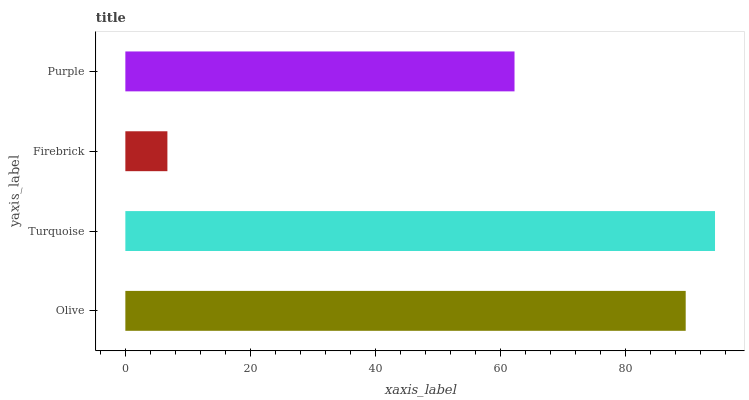 title
Purple
Firebrick
Turquoise
Olive
yaxis_label
0 20 40 60 80
xaxis_label